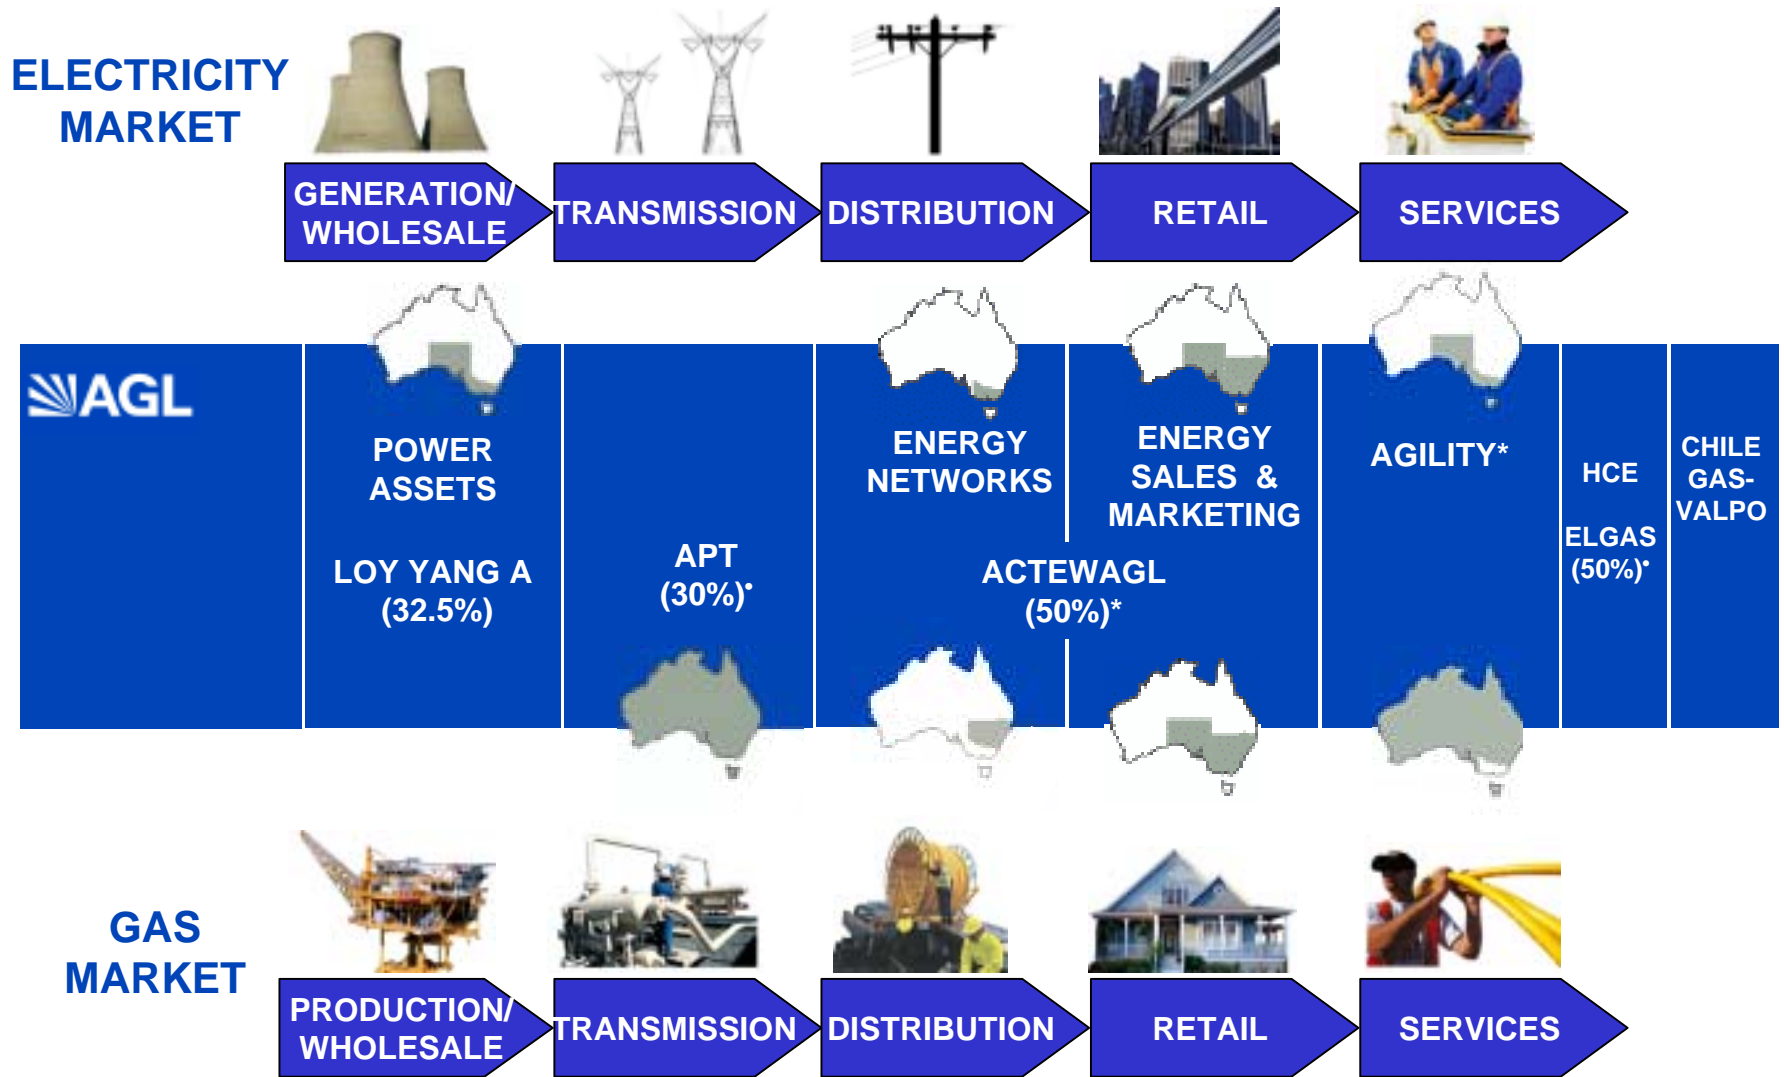 ELECTRICITY
MARKET
GENERATION/
WHOLESALE
TRANSMISSION
DISTRIBUTION
RETAIL
SERVICES
AGL
POWER
ASSETS
LOY YANG A
(32.5%)
APT
(30%)•
ENERGY
NETWORKS
ENERGY
SALES &
MARKETING
ACTEWAGL
(50%)*
AGILITY*
HCE
ELGAS
(50%)•
CHILE
GAS-
VALPO
GAS
MARKET
PRODUCTION/
WHOLESALE
TRANSMISSION
DISTRIBUTION
RETAIL
SERVICES